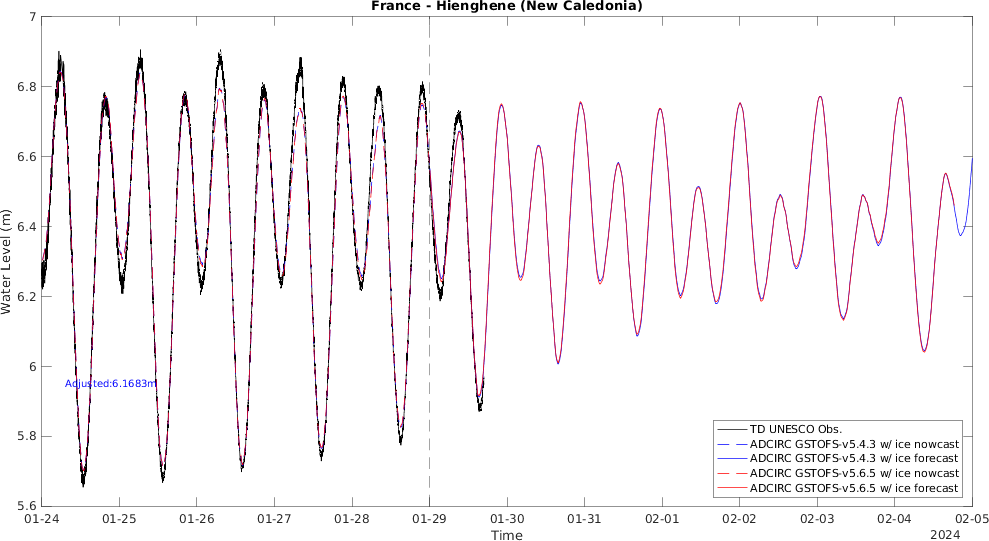 France - Hienghene (New Caledonia)
7
6.8
6.6
6.4
6.2
6
5.8
5.6
Water Level (m)
Adjusted:6.1683m
TD UNESCO Obs.
ADCIRC GSTOFS-v5.4.3 w/ ice nowcast
ADCIRC GSTOFS-v5.4.3 w/ ice forecast
ADCIRC GSTOFS-v5.6.5 w/ ice nowcast
ADCIRC GSTOFS-v5.6.5 w/ ice forecast
01-24 01-25 01-26 01-27 01-28 01-29 01-30 01-31 02-01 02-02 02-03 02-04 02-05
Time
2024